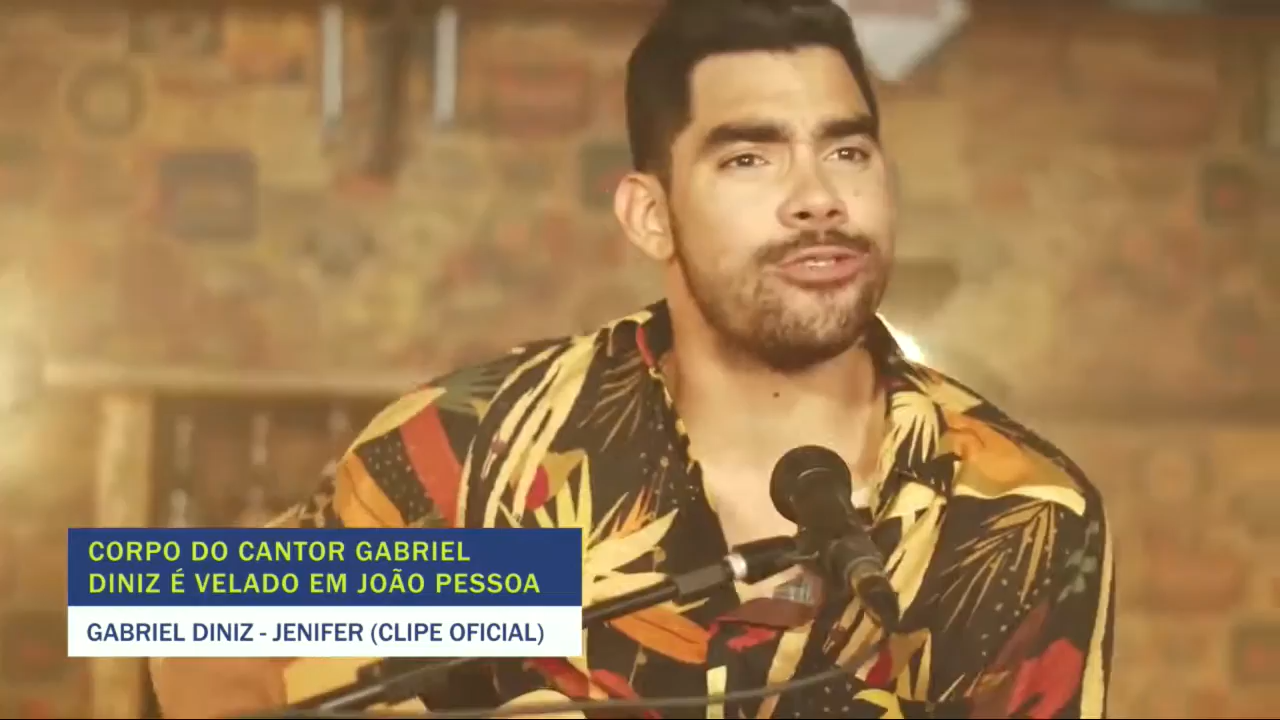 CORPO DO CANTOR GABRIEL
DINIZ É VELADO EM JOÃO PESSOA
GABRIEL DINIZ - JENIFER (CLIPE OFICIAL)